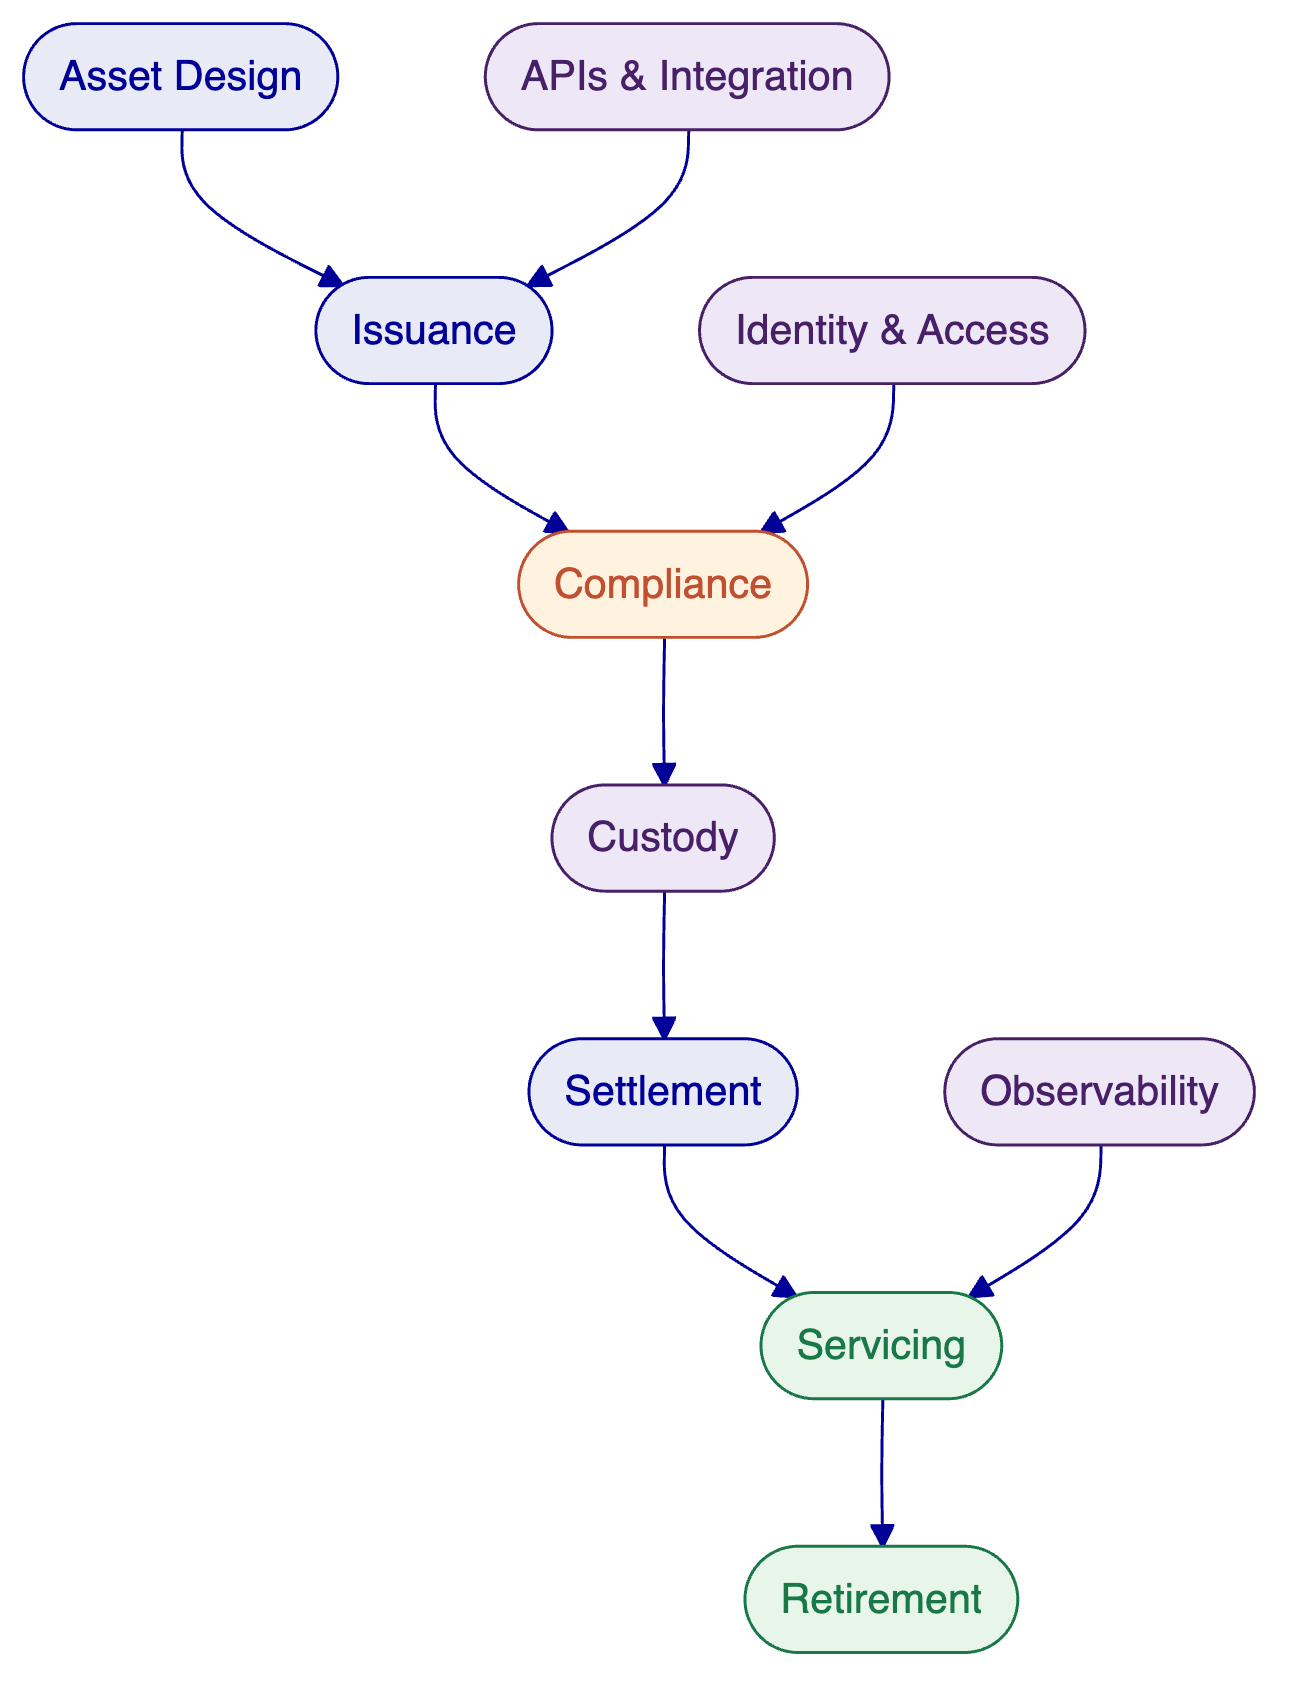 Asset Design
APIs & Integration
Issuance
Identity & Access
Compliance
Custody
Settlement
Observability
Servicing
Retirement